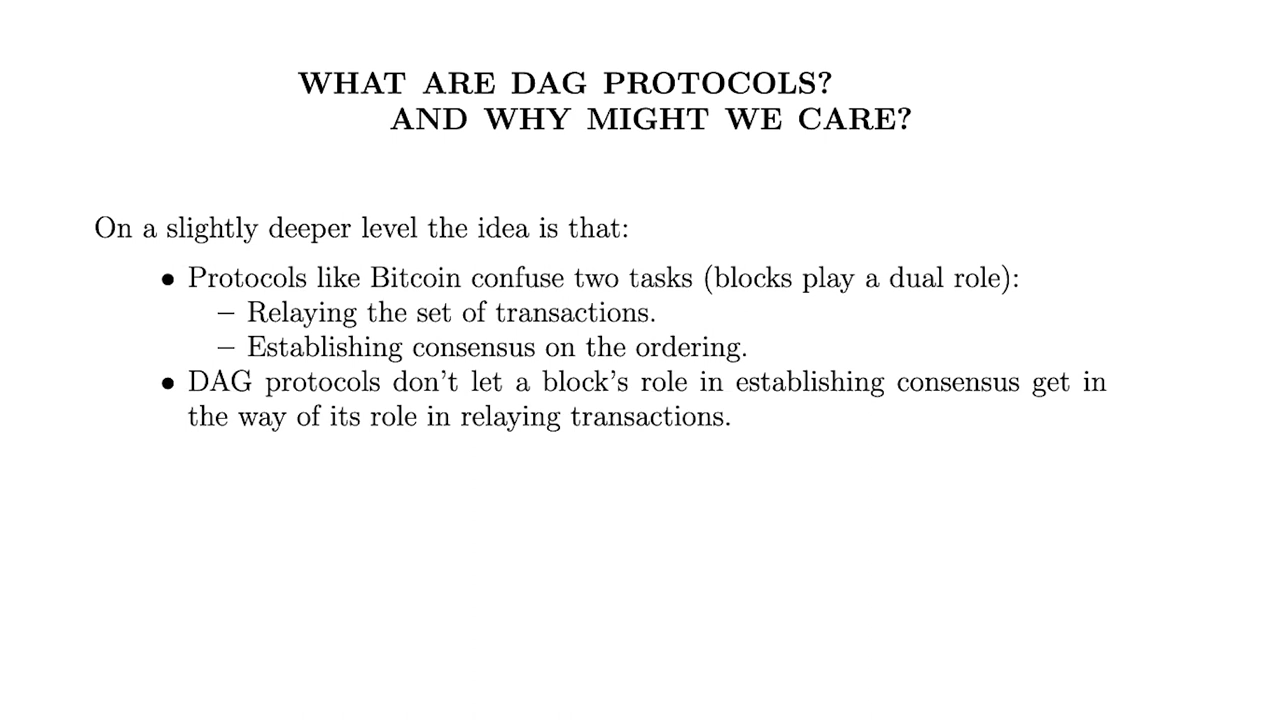 WHAT ARE DAG PROTOCOLS?
AND WHY MIGHT WE CARE?
On a slightly deeper level the idea is that:
• Protocols like Bitcoin confuse two tasks (blocks play a dual role):
– Relaying the set of transactions.
– Establishing consensus on the ordering.
• DAG protocols don't let a block's role in establishing consensus get in
the way of its role in relaying transactions.